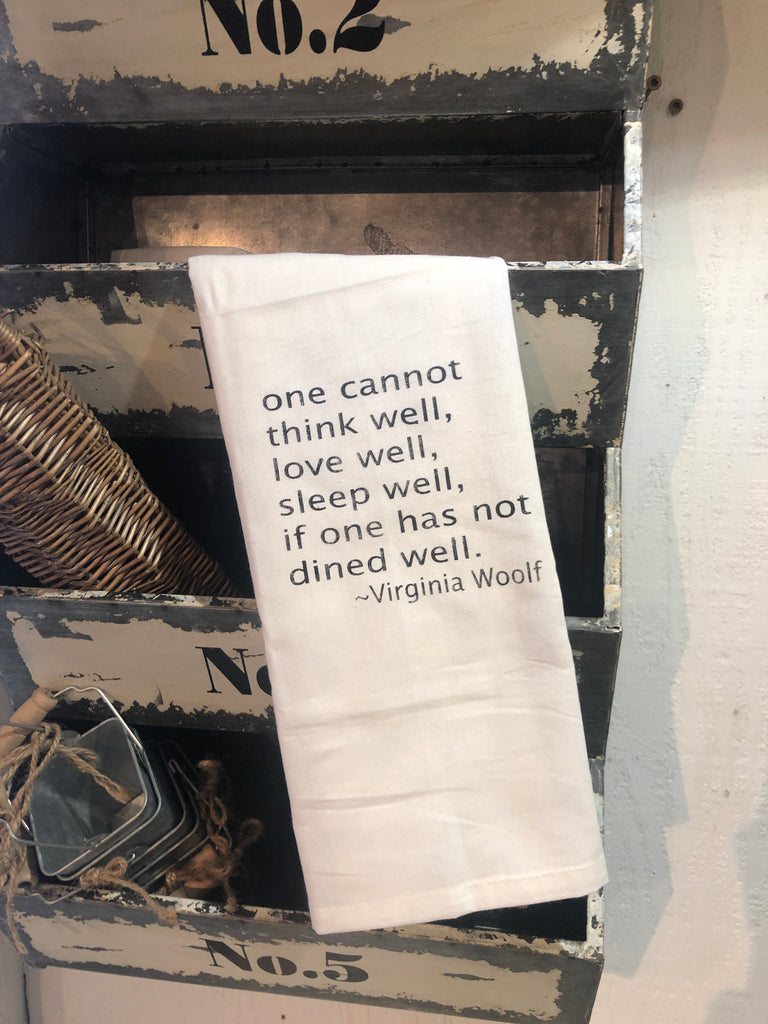 No.2
one cannot
think well,
love well,
sleep well,
if one has not
dined well.
~Virginia Woolf
No.5